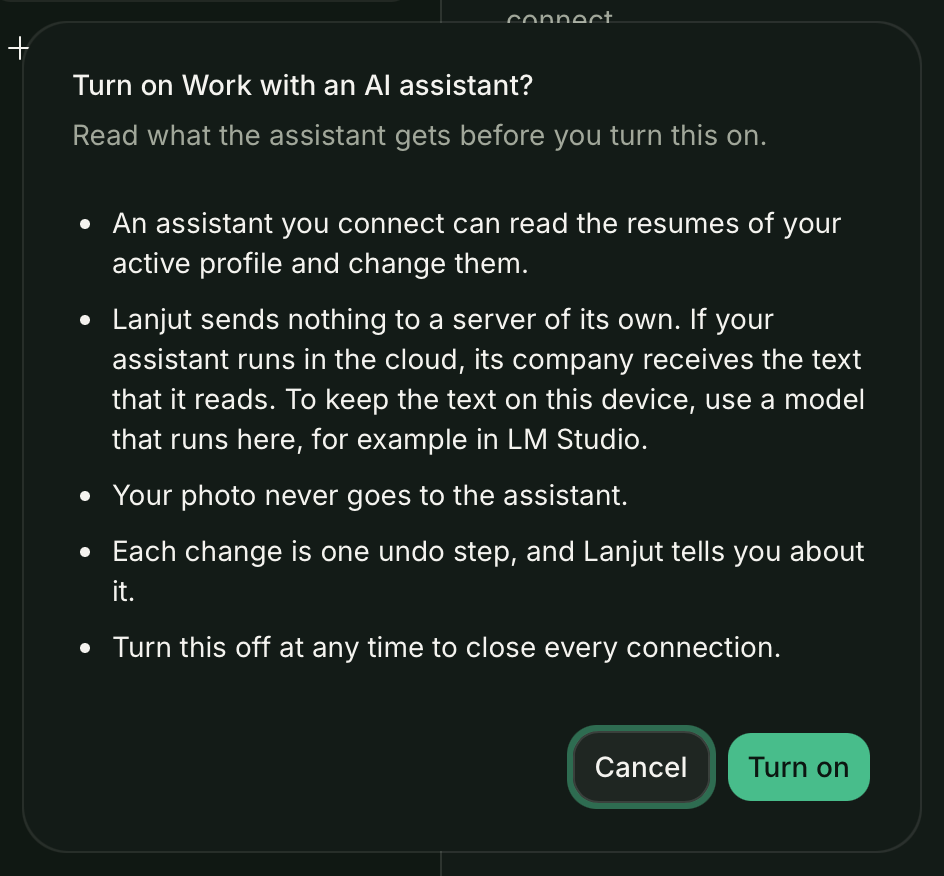 connect
Turn on Work with an AI assistant?
Read what the assistant gets before you turn this on.
• An assistant you connect can read the resumes of your
active profile and change them.
• Lanjut sends nothing to a server of its own. If your
assistant runs in the cloud, its company receives the text
that it reads. To keep the text on this device, use a model
that runs here, for example in LM Studio.
• Your photo never goes to the assistant.
• Each change is one undo step, and Lanjut tells you about
it.
• Turn this off at any time to close every connection.
Cancel
Turn on